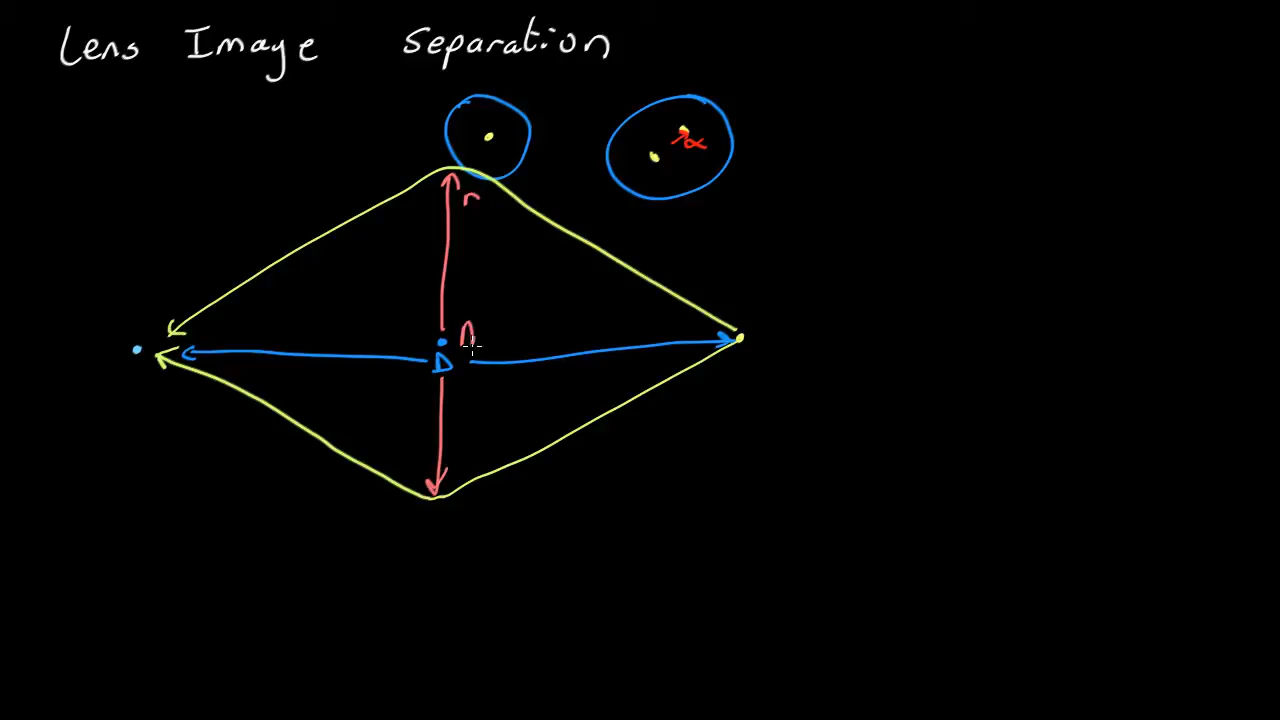 Lens Image Separation
α
r
D